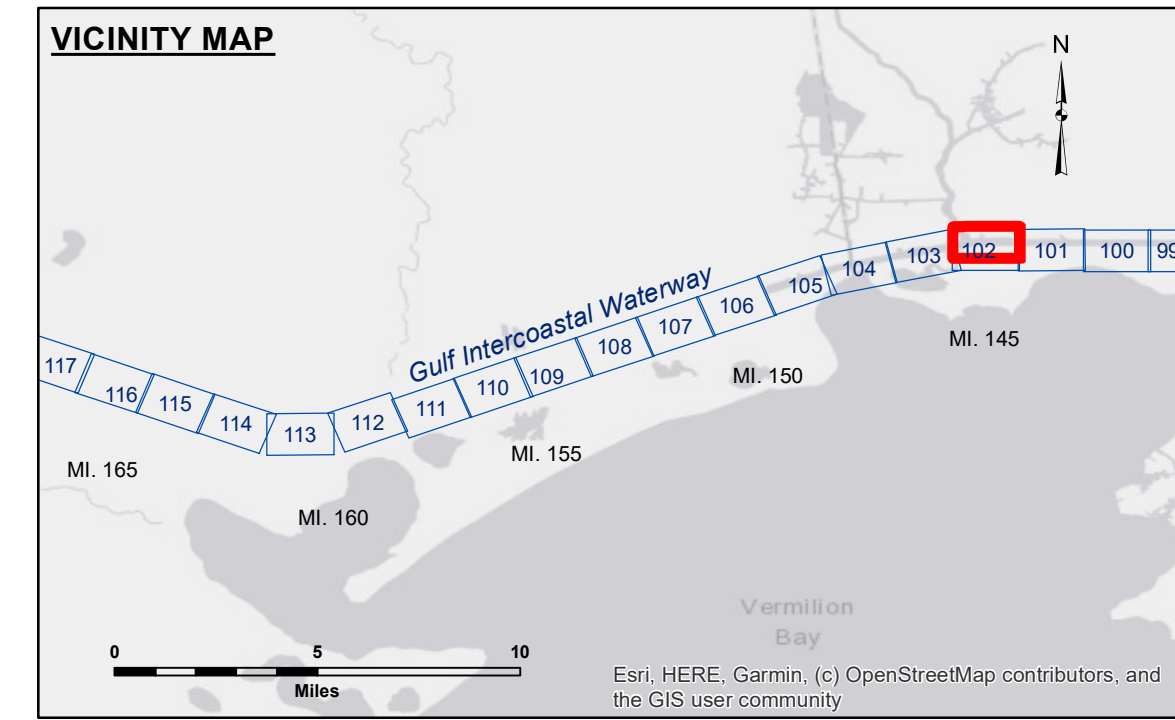 VICINITY MAP
N
99
100
101
102
103
104
105
106
107
108
109
110
111
112
113
114
115
116
117
Gulf Intercoastal Waterway
MI. 145
MI. 150
MI. 155
MI. 160
MI. 165
Vermilion
Bay
0 5 10
Miles
Esri, HERE, Garmin, (c) OpenStreetMap contributors, and
the GIS user community